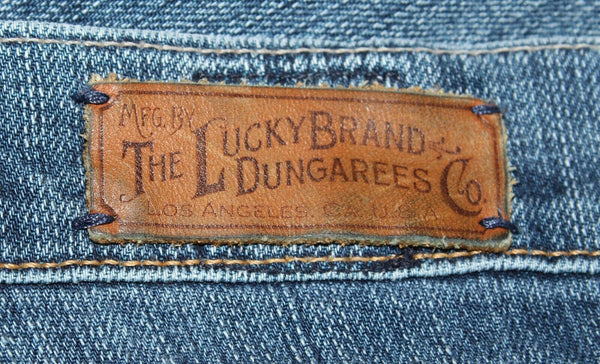 MFG. BY
THE LUCKY BRAND
DUNGAREES & CO.
LOS ANGELES, CA. U.S.A.